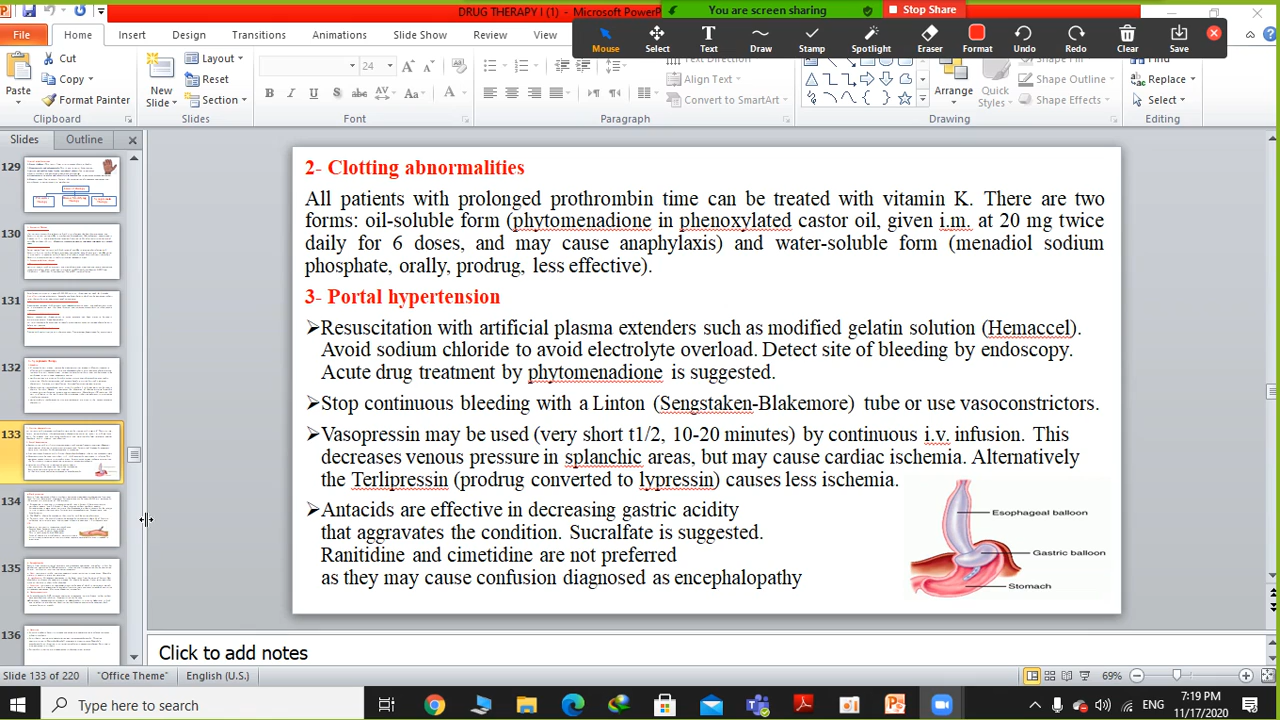 DRUG THERAPY I (1) - Microsoft PowerP
You are screen sharing
Stop Share
File Home Insert Design Transitions Animations Slide Show Review View
Mouse Select Text Draw Stamp Spotlight Eraser Format Undo Redo Clear Save
Paste
Cut
Copy
Format Painter
Clipboard
New
Slide
Layout
Reset
Section
Slides
24
B I U S abc AV Aa A
Font
Text Direction
Align Text
Convert to SmartArt
Paragraph
Arrange
Quick
Styles
Shape Fill
Shape Outline
Shape Effects
Drawing
Replace
Select
Editing
Slides Outline
129
130
131
132
133
134
135
136
2- Clotting abnormalities
All patients with prolonged prothrombin time can be treated with vitamin K. There are two
forms: oil-soluble form (phytomenadione in phenoxylated castor oil, given i.m. at 20 mg twice
daily for 6 doses, and may cause anaphylaxis) and water-soluble form (menadiol sodium
phosphate, orally, prodrug, less effective).
3- Portal hypertension
➢Resuscitation with artificial plasma extenders such as modified gelatin solution (Hemaccel).
Avoid sodium chloride to avoid electrolyte overload. Detect site of bleeding by endoscopy.
Acute drug treatment by phytomenadione is suggested.
➢Stop continuous bleeding with a Linton (Sengstaken-Blakemore) tube or use vasoconstrictors.
➢Vasopressin may be used (very short t1/2, 10-20 minutes) by continuous i.v. infusion. This
decreases venous pressure in splanchic areas, but may cause cardiac ischemia. Alternatively
the Terlipressin (prodrug converted to lypressin) causes less ischemia.
➢Antacids are effective in decreasing gastric acidity
that aggravates the condition. Sucralfate is suggested.
Ranitidine and cimetidine are not preferred
as they may cause confusion diagnosed as encephalopathy
Esophageal balloon
Gastric balloon
Stomach
Click to add notes
Slide 133 of 220 "Office Theme" English (U.S.) 69%
Type here to search
ENG
7:19 PM
11/17/2020